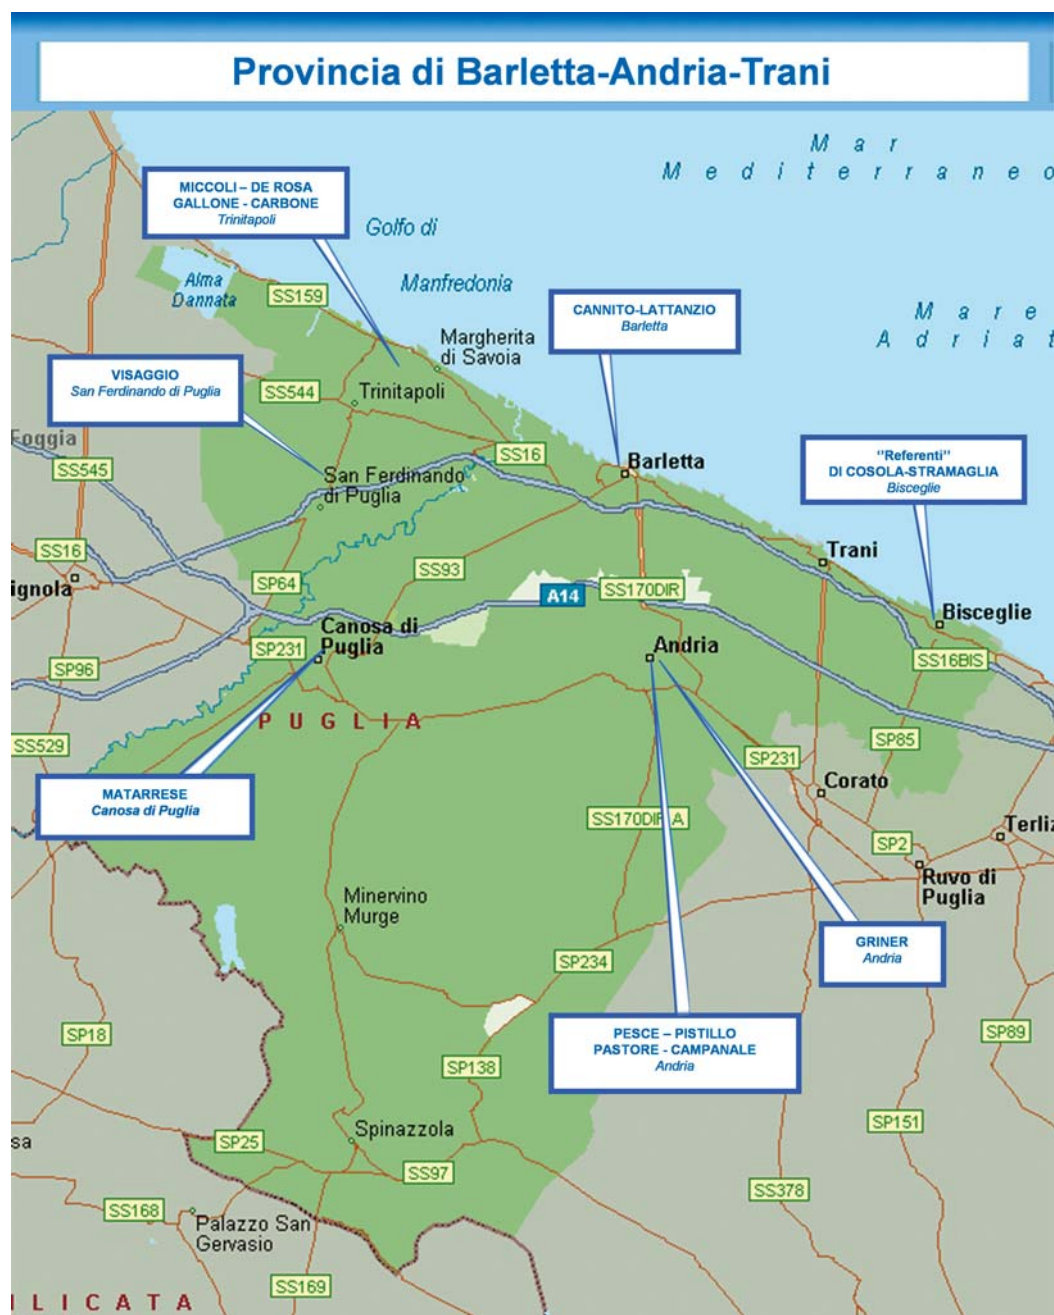 Provincia di Barletta-Andria-Trani
Mar
Mediterraneo
MICCOLI – DE ROSA
GALLONE - CARBONE
Trinitapoli
Golfo di
Manfredonia
Alma
Dannata
SS159
CANNITO-LATTANZIO
Barletta
Mare
Adriat
Margherita
di Savoia
VISAGGIO
San Ferdinando di Puglia
SS544
Trinitapoli
Foggia
SS545
SS16
Barletta
"Referenti"
DI COSOLA-STRAMAGLIA
Bisceglie
San Ferdinando
di Puglia
SS16
ignola
SP64
SS93
A14
SS170DIR
Trani
Bisceglie
SP231
Canosa di
Puglia
Andria
SS16BIS
SP96
PUGLIA
SS529
SP85
SP231
MATARRESE
Canosa di Puglia
Corato
SS170DIR A
Terliz
SP2
Ruvo di
Puglia
Minervino
Murge
GRINER
Andria
SP234
PESCE – PISTILLO
PASTORE - CAMPANALE
Andria
SP18
SP89
SP138
SP151
sa
SP25
Spinazzola
SS97
SS378
SS168
Palazzo San
Gervasio
SS169
ILICATA